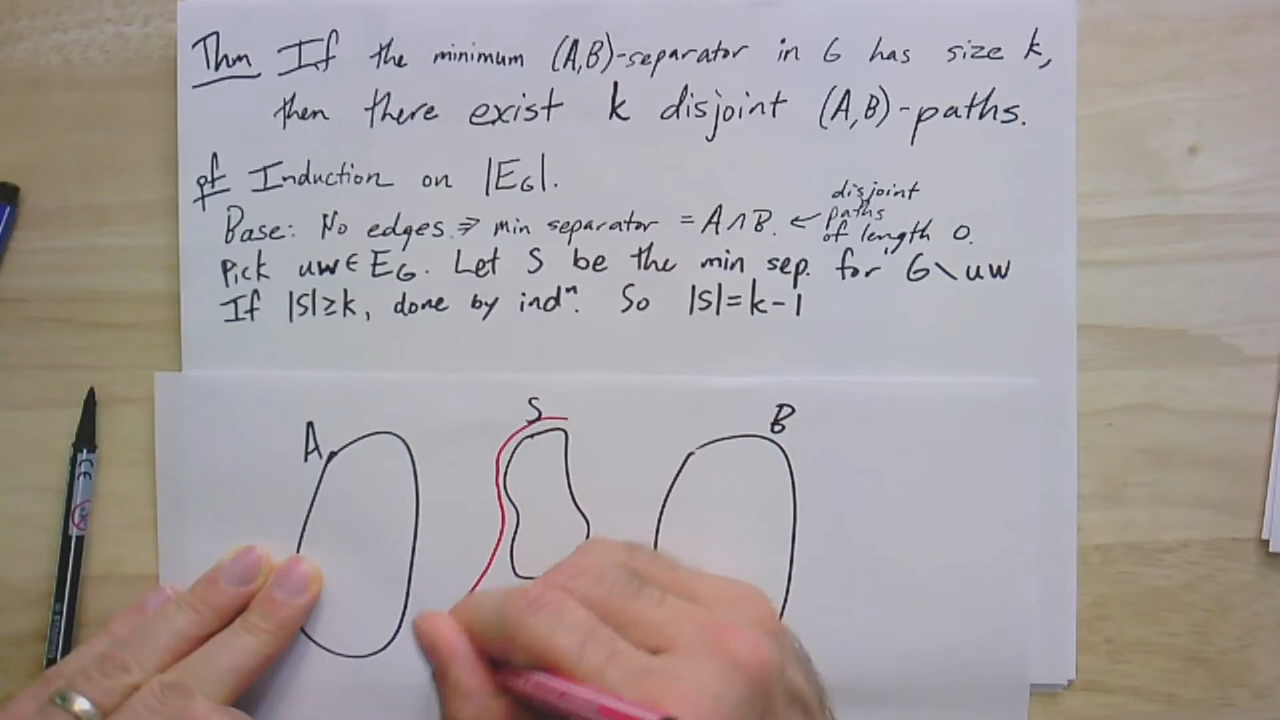 Thm If the minimum (A,B)-separator in G has size k,
then there exist k disjoint (A,B)-paths.
pf Induction on |E_G|.
Base: No edges ⇒ min separator = A∩B. ← disjoint paths of length 0.
Pick uw ∈ E_G. Let S be the min sep. for G\uw
If |S|≥k, done by indⁿ. So |S|=k-1
A S B
CE